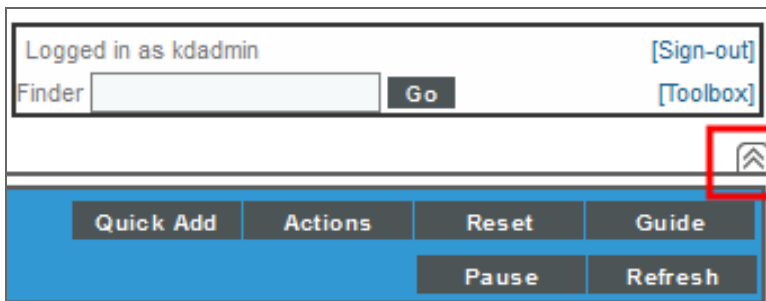 Logged in as kdadmin [Sign-out]
Finder Go [Toolbox]
Quick Add Actions Reset Guide
Pause Refresh